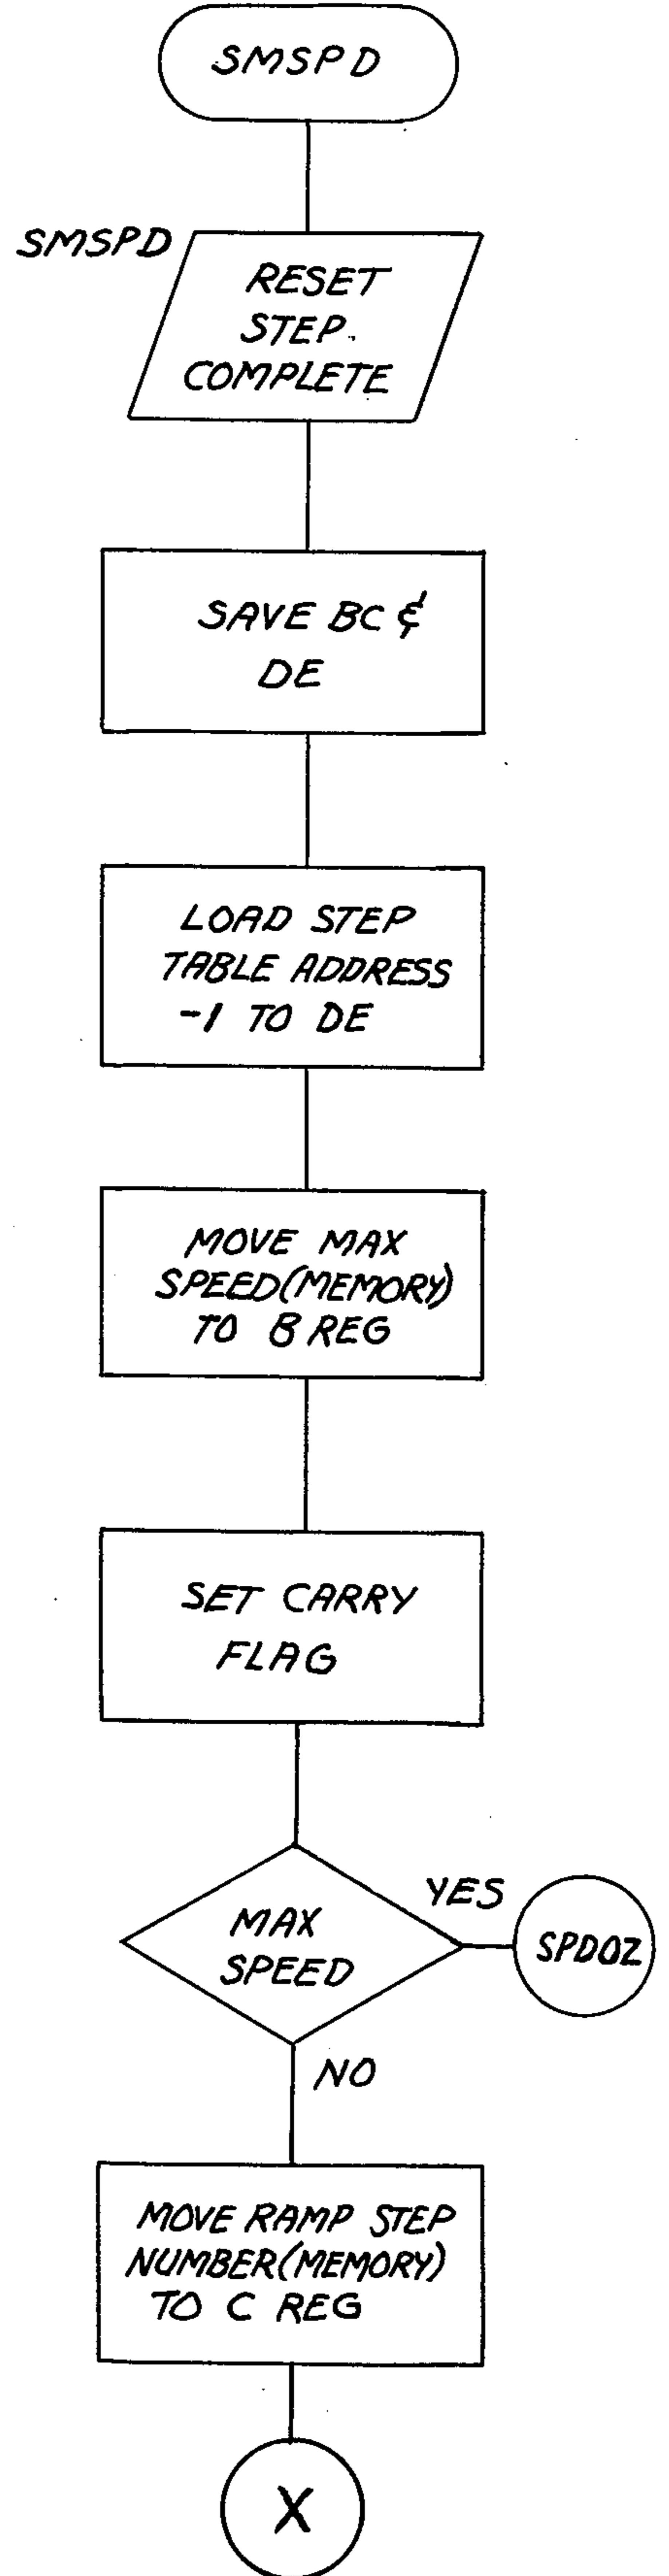 SMSPD
SMSPD
RESET
STEP
COMPLETE
SAVE BC &
DE
LOAD STEP
TABLE ADDRESS
-1 TO DE
MOVE MAX
SPEED(MEMORY)
TO B REG
SET CARRY
FLAG
MAX
SPEED
YES
SPD0Z
NO
MOVE RAMP STEP
NUMBER(MEMORY)
TO C REG
X